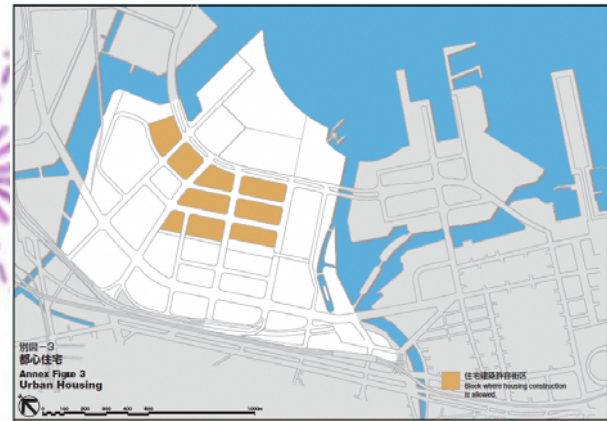 別図-3
都心住宅
Annex Figure 3
Urban Housing
0 100 200 300 400 500 1000m
住宅建築許容街区
Block where housing construction
is allowed